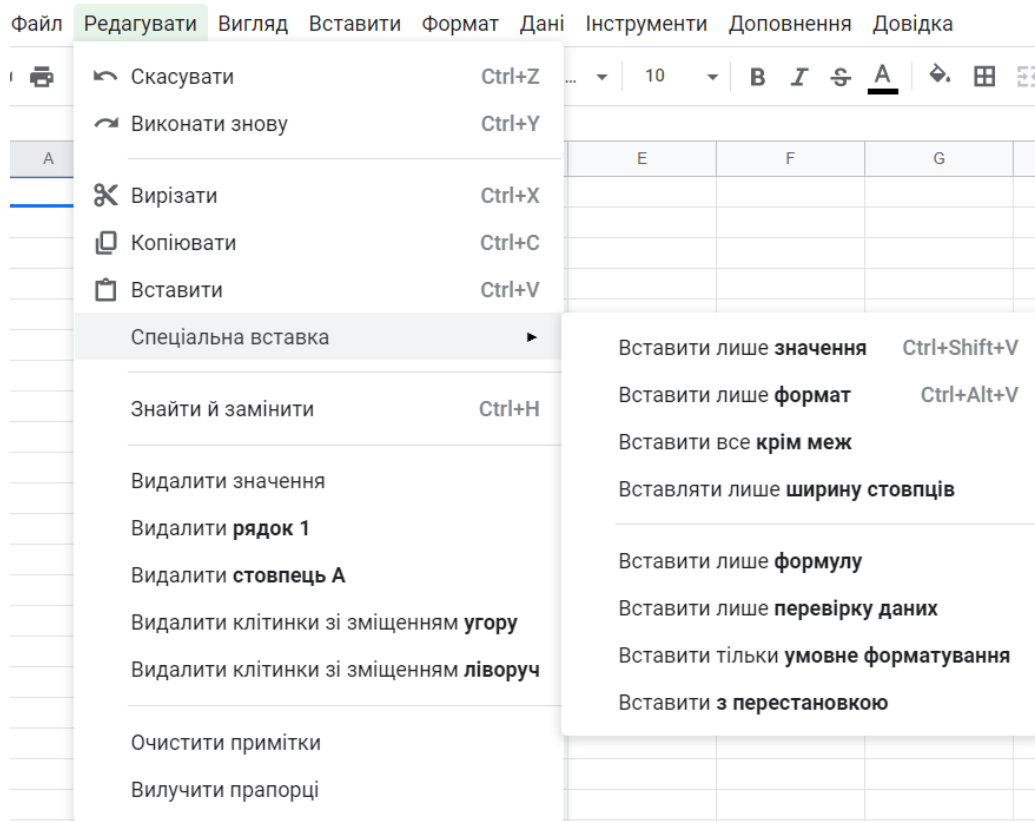 Файл Редагувати Вигляд Вставити Формат Дані Інструменти Доповнення Довідка
... 10 B I S A
A E F G
Скасувати Ctrl+Z
Виконати знову Ctrl+Y
Вирізати Ctrl+X
Копіювати Ctrl+C
Вставити Ctrl+V
Спеціальна вставка
Знайти й замінити Ctrl+H
Видалити значення
Видалити рядок 1
Видалити стовпець A
Видалити клітинки зі зміщенням угору
Видалити клітинки зі зміщенням ліворуч
Очистити примітки
Вилучити прапорці
Вставити лише значення Ctrl+Shift+V
Вставити лише формат Ctrl+Alt+V
Вставити все крім меж
Вставляти лише ширину стовпців
Вставити лише формулу
Вставити лише перевірку даних
Вставити тільки умовне форматування
Вставити з перестановкою